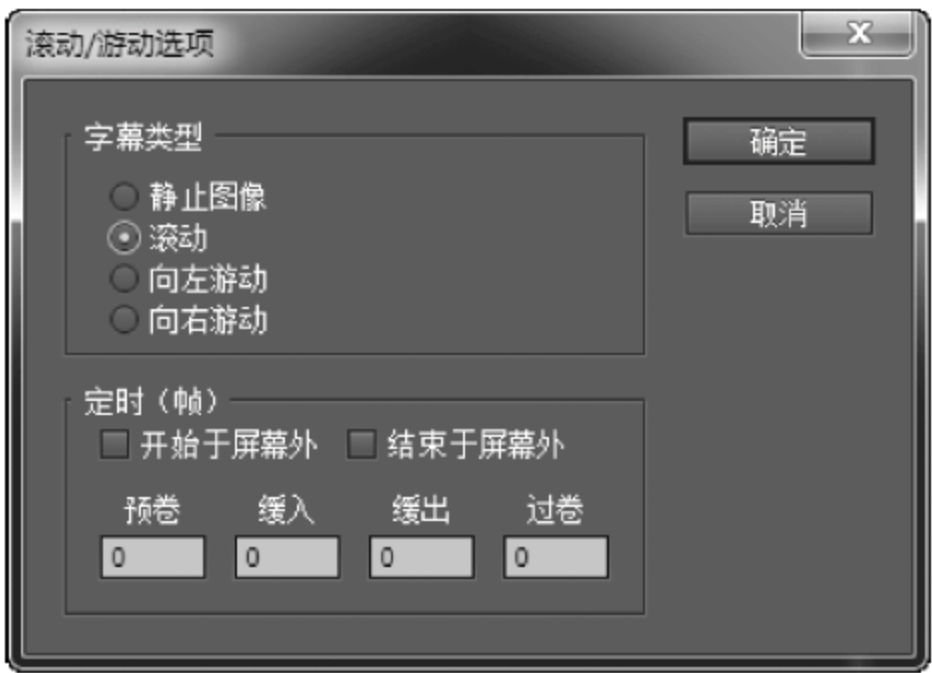 滚动/游动选项
字幕类型
静止图像
滚动
向左游动
向右游动
确定
取消
定时（帧）
开始于屏幕外 结束于屏幕外
预卷 缓入 缓出 过卷
0 0 0 0